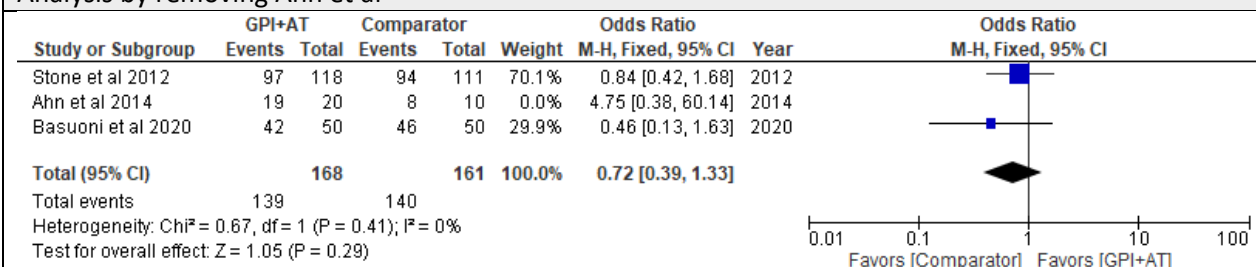 Analysis by removing Ahn et al
GPI+AT Comparator Odds Ratio Odds Ratio
Study or Subgroup Events Total Events Total Weight M-H, Fixed, 95% CI Year M-H, Fixed, 95% CI
Stone et al 2012 97 118 94 111 70.1% 0.84 [0.42, 1.68] 2012
Ahn et al 2014 19 20 8 10 0.0% 4.75 [0.38, 60.14] 2014
Basuoni et al 2020 42 50 46 50 29.9% 0.46 [0.13, 1.63] 2020
Total (95% CI) 168 161 100.0% 0.72 [0.39, 1.33]
Total events 139 140
Heterogeneity: Chi² = 0.67, df = 1 (P = 0.41); I² = 0%
Test for overall effect: Z = 1.05 (P = 0.29)
0.01 0.1 1 10 100
Favors [Comparator] Favors [GPI+AT]